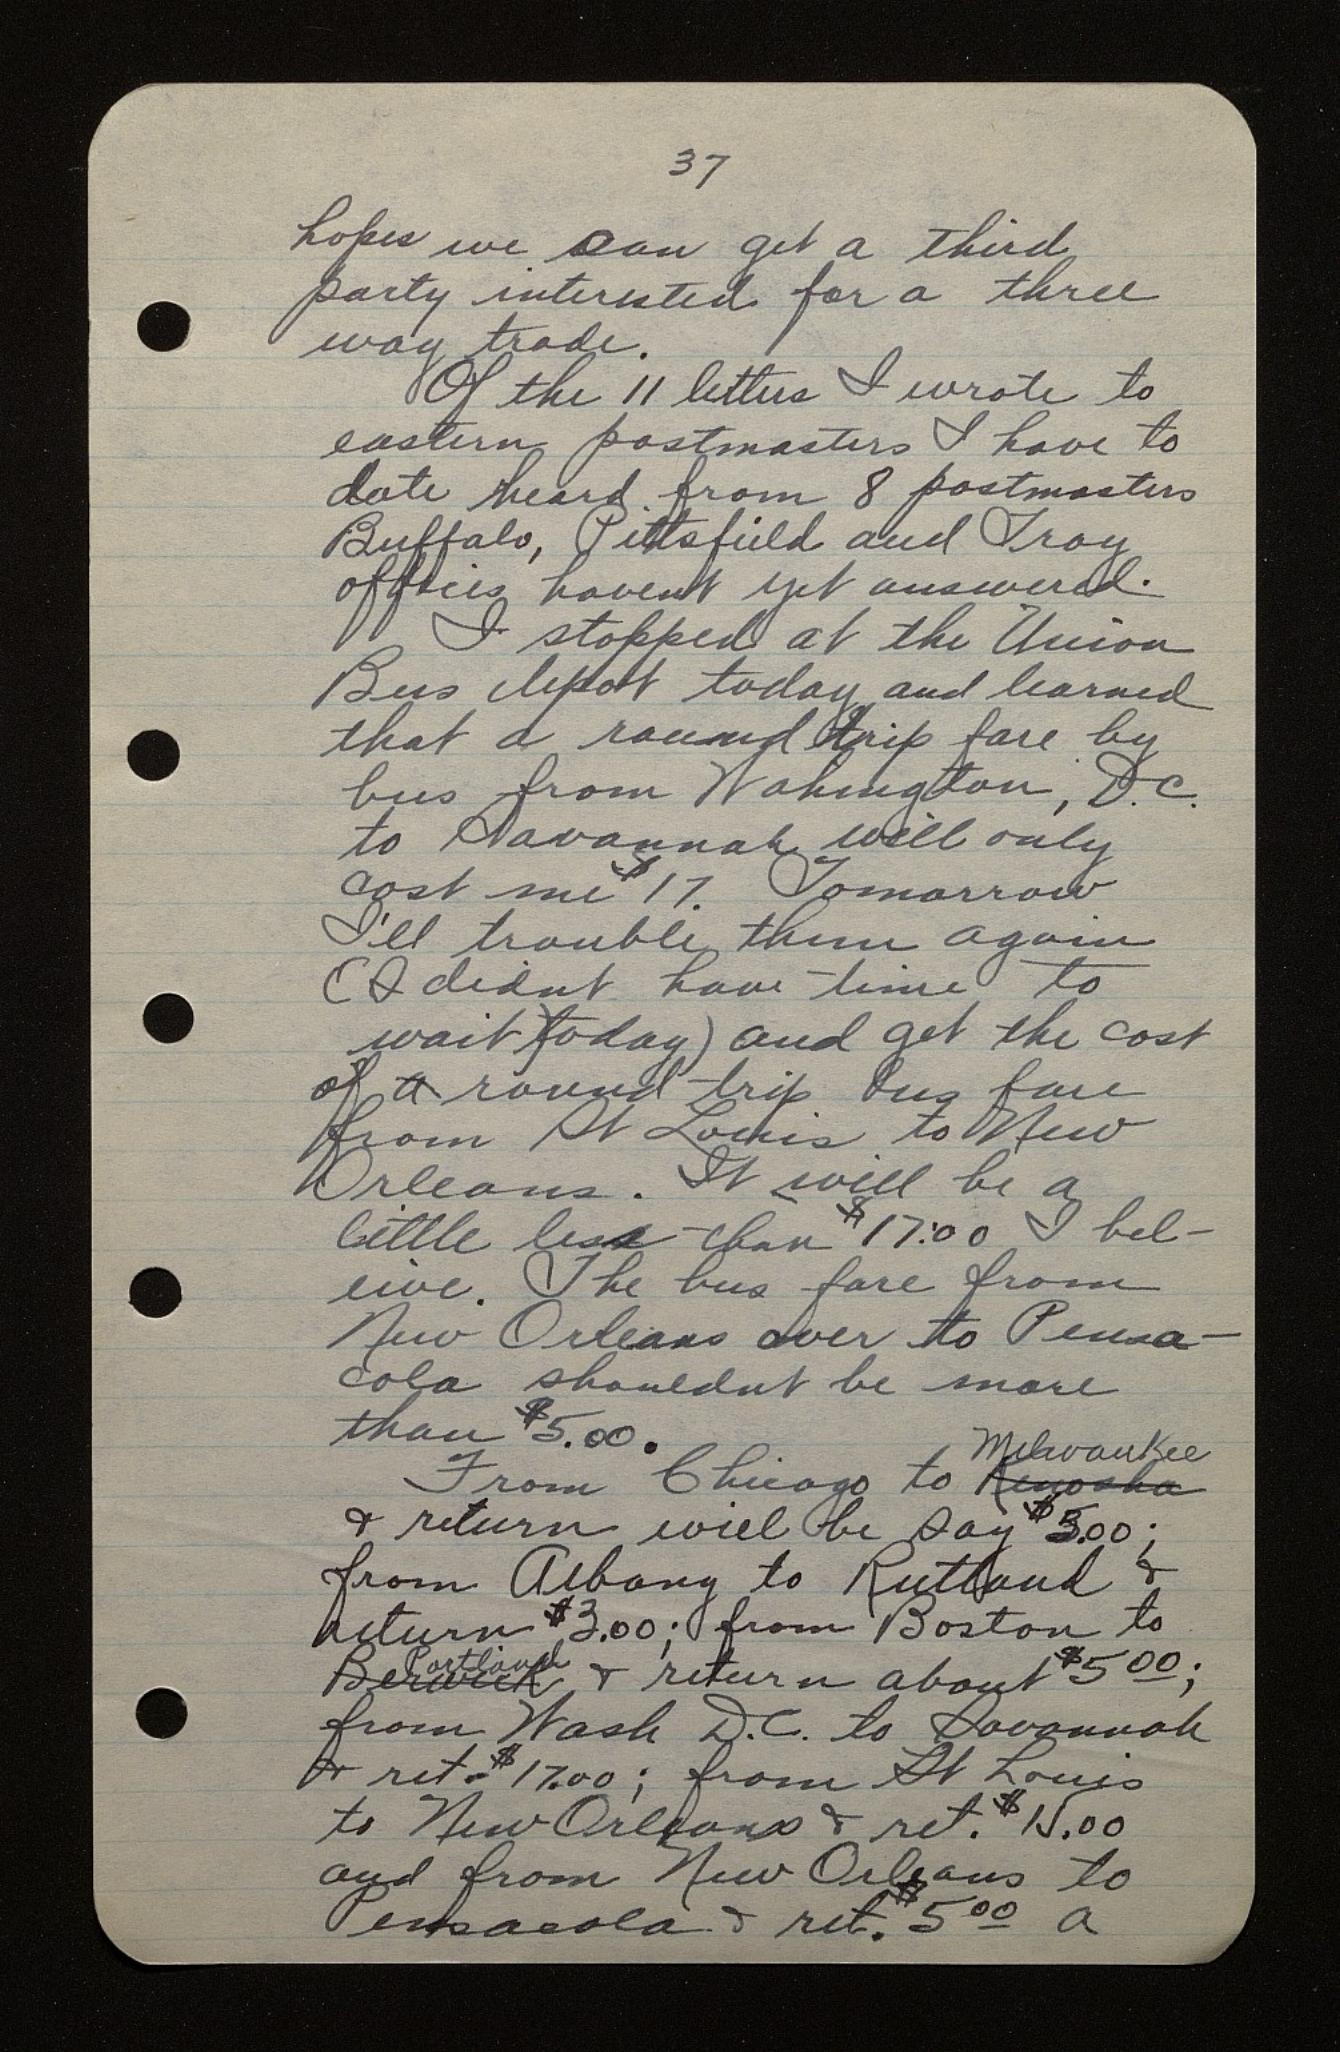 37
hopes we can get a third
party interested for a three
way trade.
Of the 11 letters I wrote to
eastern postmasters I have to
date heard from 8 postmasters
Buffalo, Pittsfield and Troy
offices havent yet answered.
I stopped at the Union
Bus depot today and learned
that a round trip fare by
bus from Wahington, D.C.
to Savannah will only
cost me $17. Tomorrow
I'll trouble them again
(I didnt have time to
wait today) and get the cost
of a round trip bus fare
from St Louis to New
Orleans. It will be a
little less than $17.00 I bel-
eive. The bus fare from
New Orleans over to Pensa-
cola shouldnt be more
than $5.00.
Milwaukee
From Chicago to Kenosha
& return will be say $3.00;
from Albany to Rutland &
return $3.00; from Boston to
Portland
Berwick & return about $5 00;
from Wash D.C. to Savannah
& ret. $17.00; from St Louis
to New Orleans & ret. $15.00
and from New Orleans to
Pensacola & ret. $5 00 a